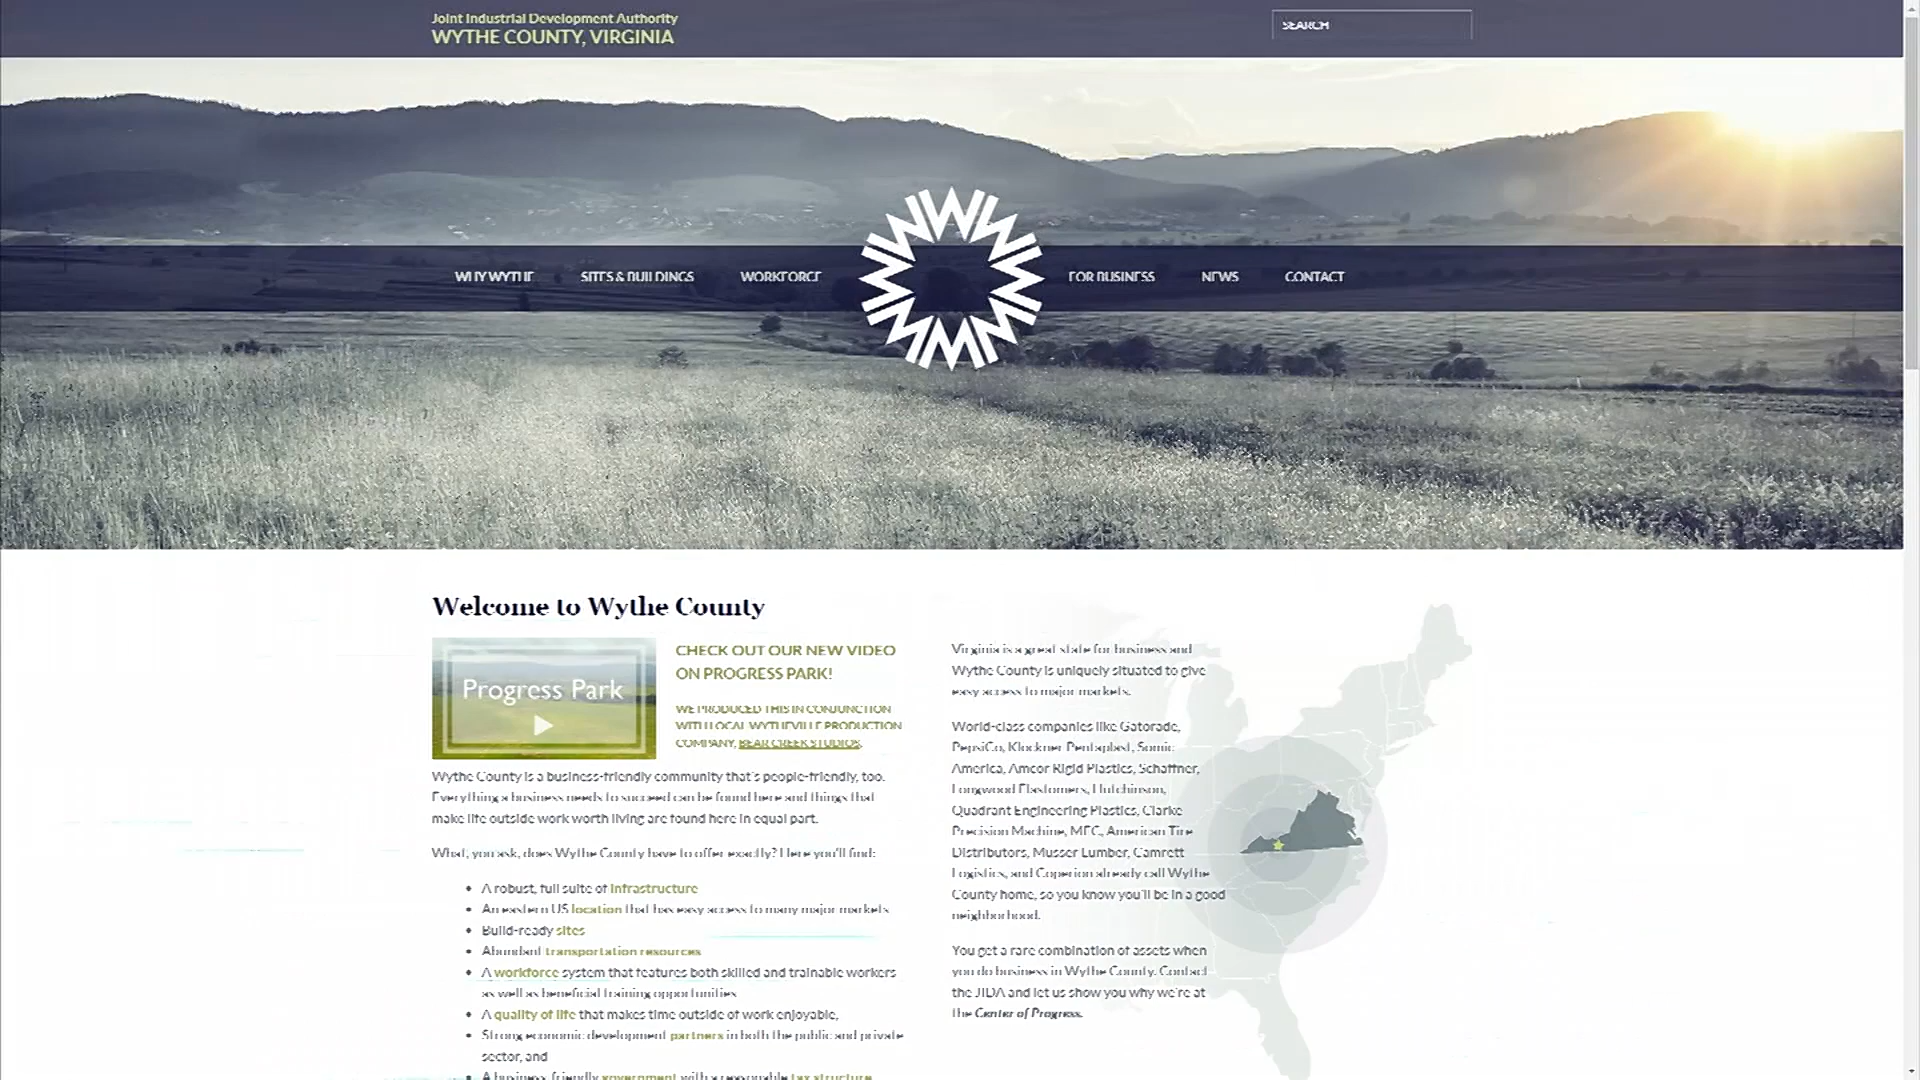 Joint Industrial Development Authority
WYTHE COUNTY, VIRGINIA
SEARCH
WHY WYTHE
SITES & BUILDINGS
WORKFORCE
FOR BUSINESS
NEWS
CONTACT
Welcome to Wythe County
Progress Park
CHECK OUT OUR NEW VIDEO
ON PROGRESS PARK!
WE PRODUCED THIS IN CONJUNCTION
WITH LOCAL WYTHEVILLE PRODUCTION
COMPANY, BEAR CREEK STUDIOS.
Wythe County is a business-friendly community that's people-friendly, too.
Everything a business needs to succeed can be found here and things that
make life outside work worth living are found here in equal part.
What, you ask, does Wythe County have to offer exactly? Here you'll find:
• A robust, full suite of infrastructure
• An eastern US location that has easy access to many major markets
• Build-ready sites
• Abundant transportation resources
• A workforce system that features both skilled and trainable workers
as well as beneficial training opportunities
• A quality of life that makes time outside of work enjoyable,
• Strong economic development partners in both the public and private
sector, and
• A business-friendly government with a reasonable tax structure
Virginia is a great state for business and
Wythe County is uniquely situated to give
easy access to major markets.
World-class companies like Gatorade,
PepsiCo, Klockner Pentaplast, Somic
America, Amcor Rigid Plastics, Schaffner,
Longwood Elastomers, Hutchinson,
Quadrant Engineering Plastics, Clarke
Precision Machine, MFC, American Tire
Distributors, Musser Lumber, Camrett
Logistics, and Coperion already call Wythe
County home, so you know you'll be in a good
neighborhood.
You get a rare combination of assets when
you do business in Wythe County. Contact
the JIDA and let us show you why we're at
the Center of Progress.